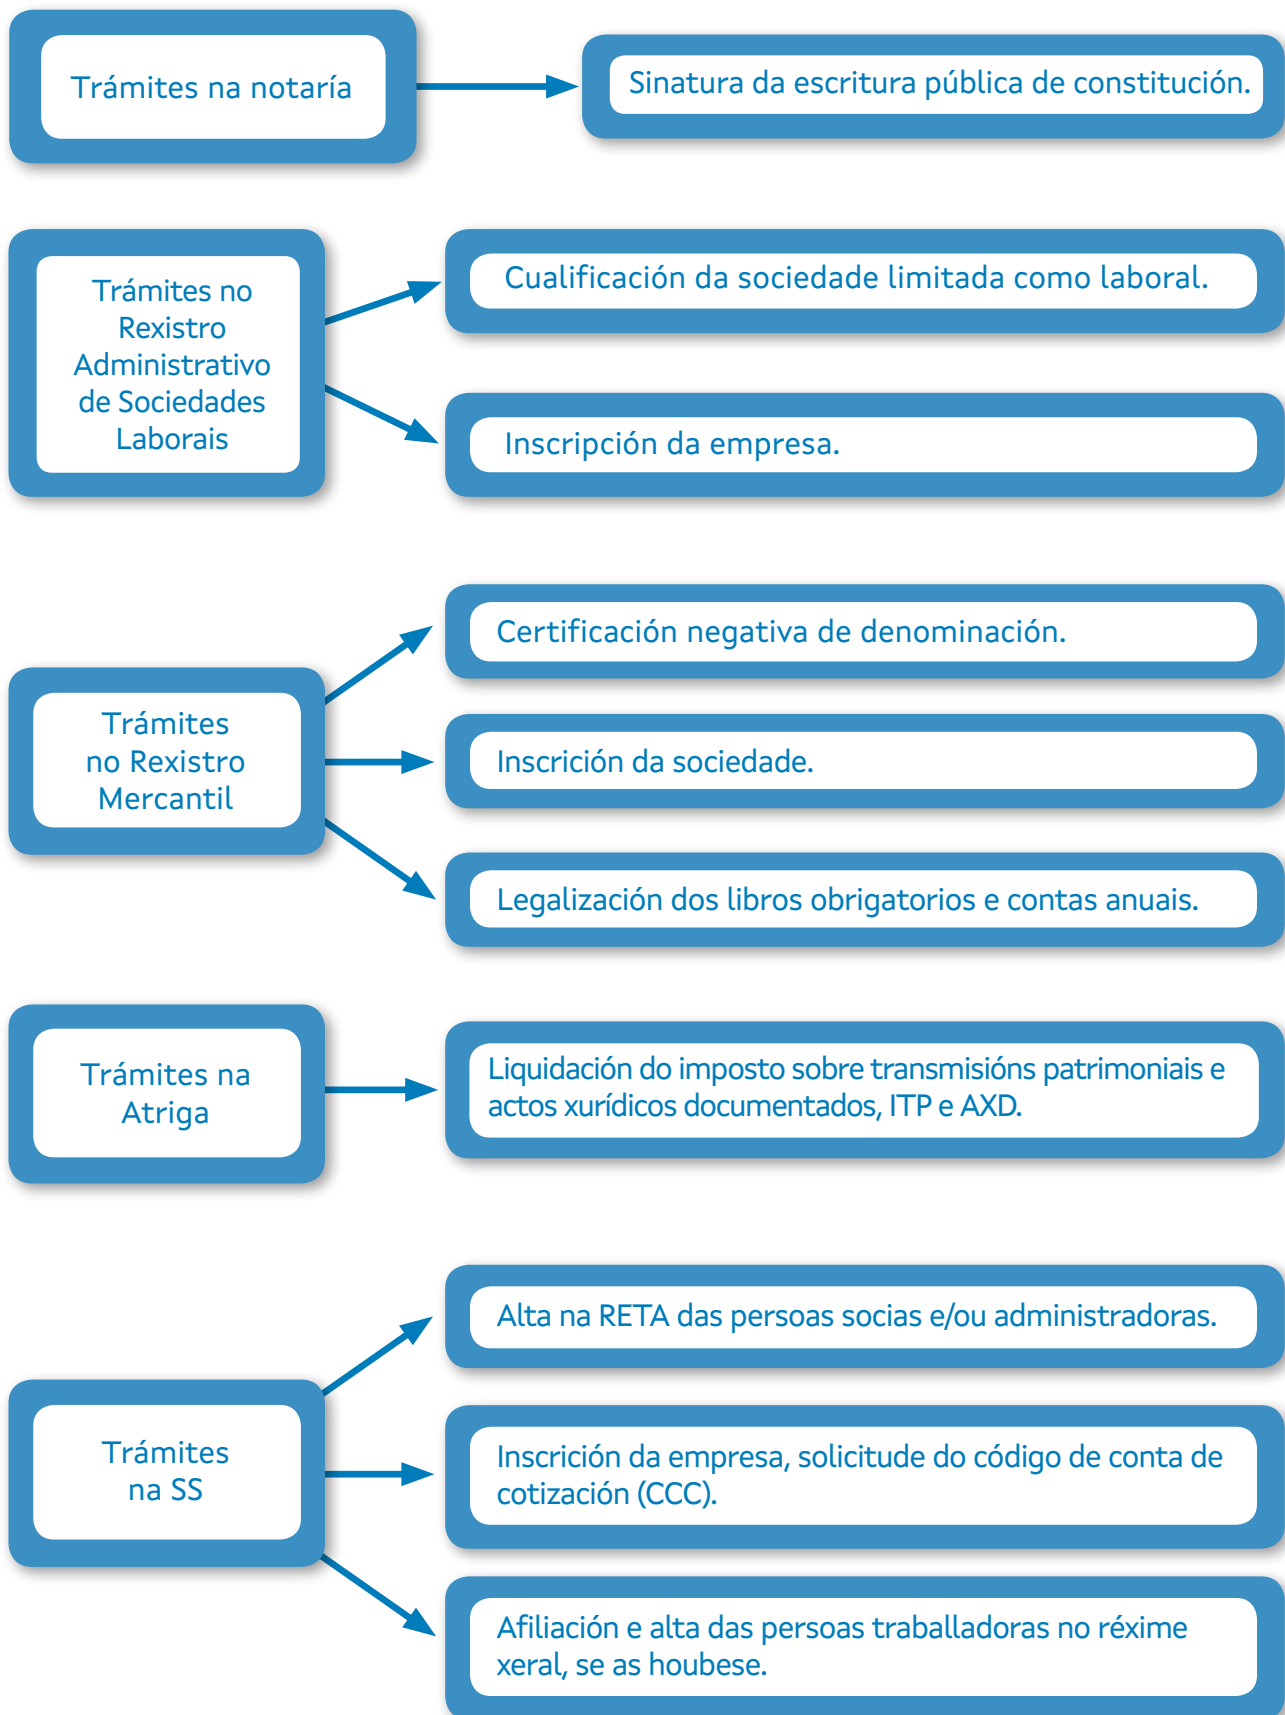 Trámites na notaría
Sinatura da escritura pública de constitución.
Trámites no
Rexistro
Administrativo
de Sociedades
Laborais
Cualificación da sociedade limitada como laboral.
Inscripción da empresa.
Trámites
no Rexistro
Mercantil
Certificación negativa de denominación.
Inscrición da sociedade.
Legalización dos libros obrigatorios e contas anuais.
Trámites na
Atriga
Liquidación do imposto sobre transmisións patrimoniais e
actos xurídicos documentados, ITP e AXD.
Trámites
na SS
Alta na RETA das persoas socias e/ou administradoras.
Inscrición da empresa, solicitude do código de conta de
cotización (CCC).
Afiliación e alta das persoas traballadoras no réxime
xeral, se as houbese.